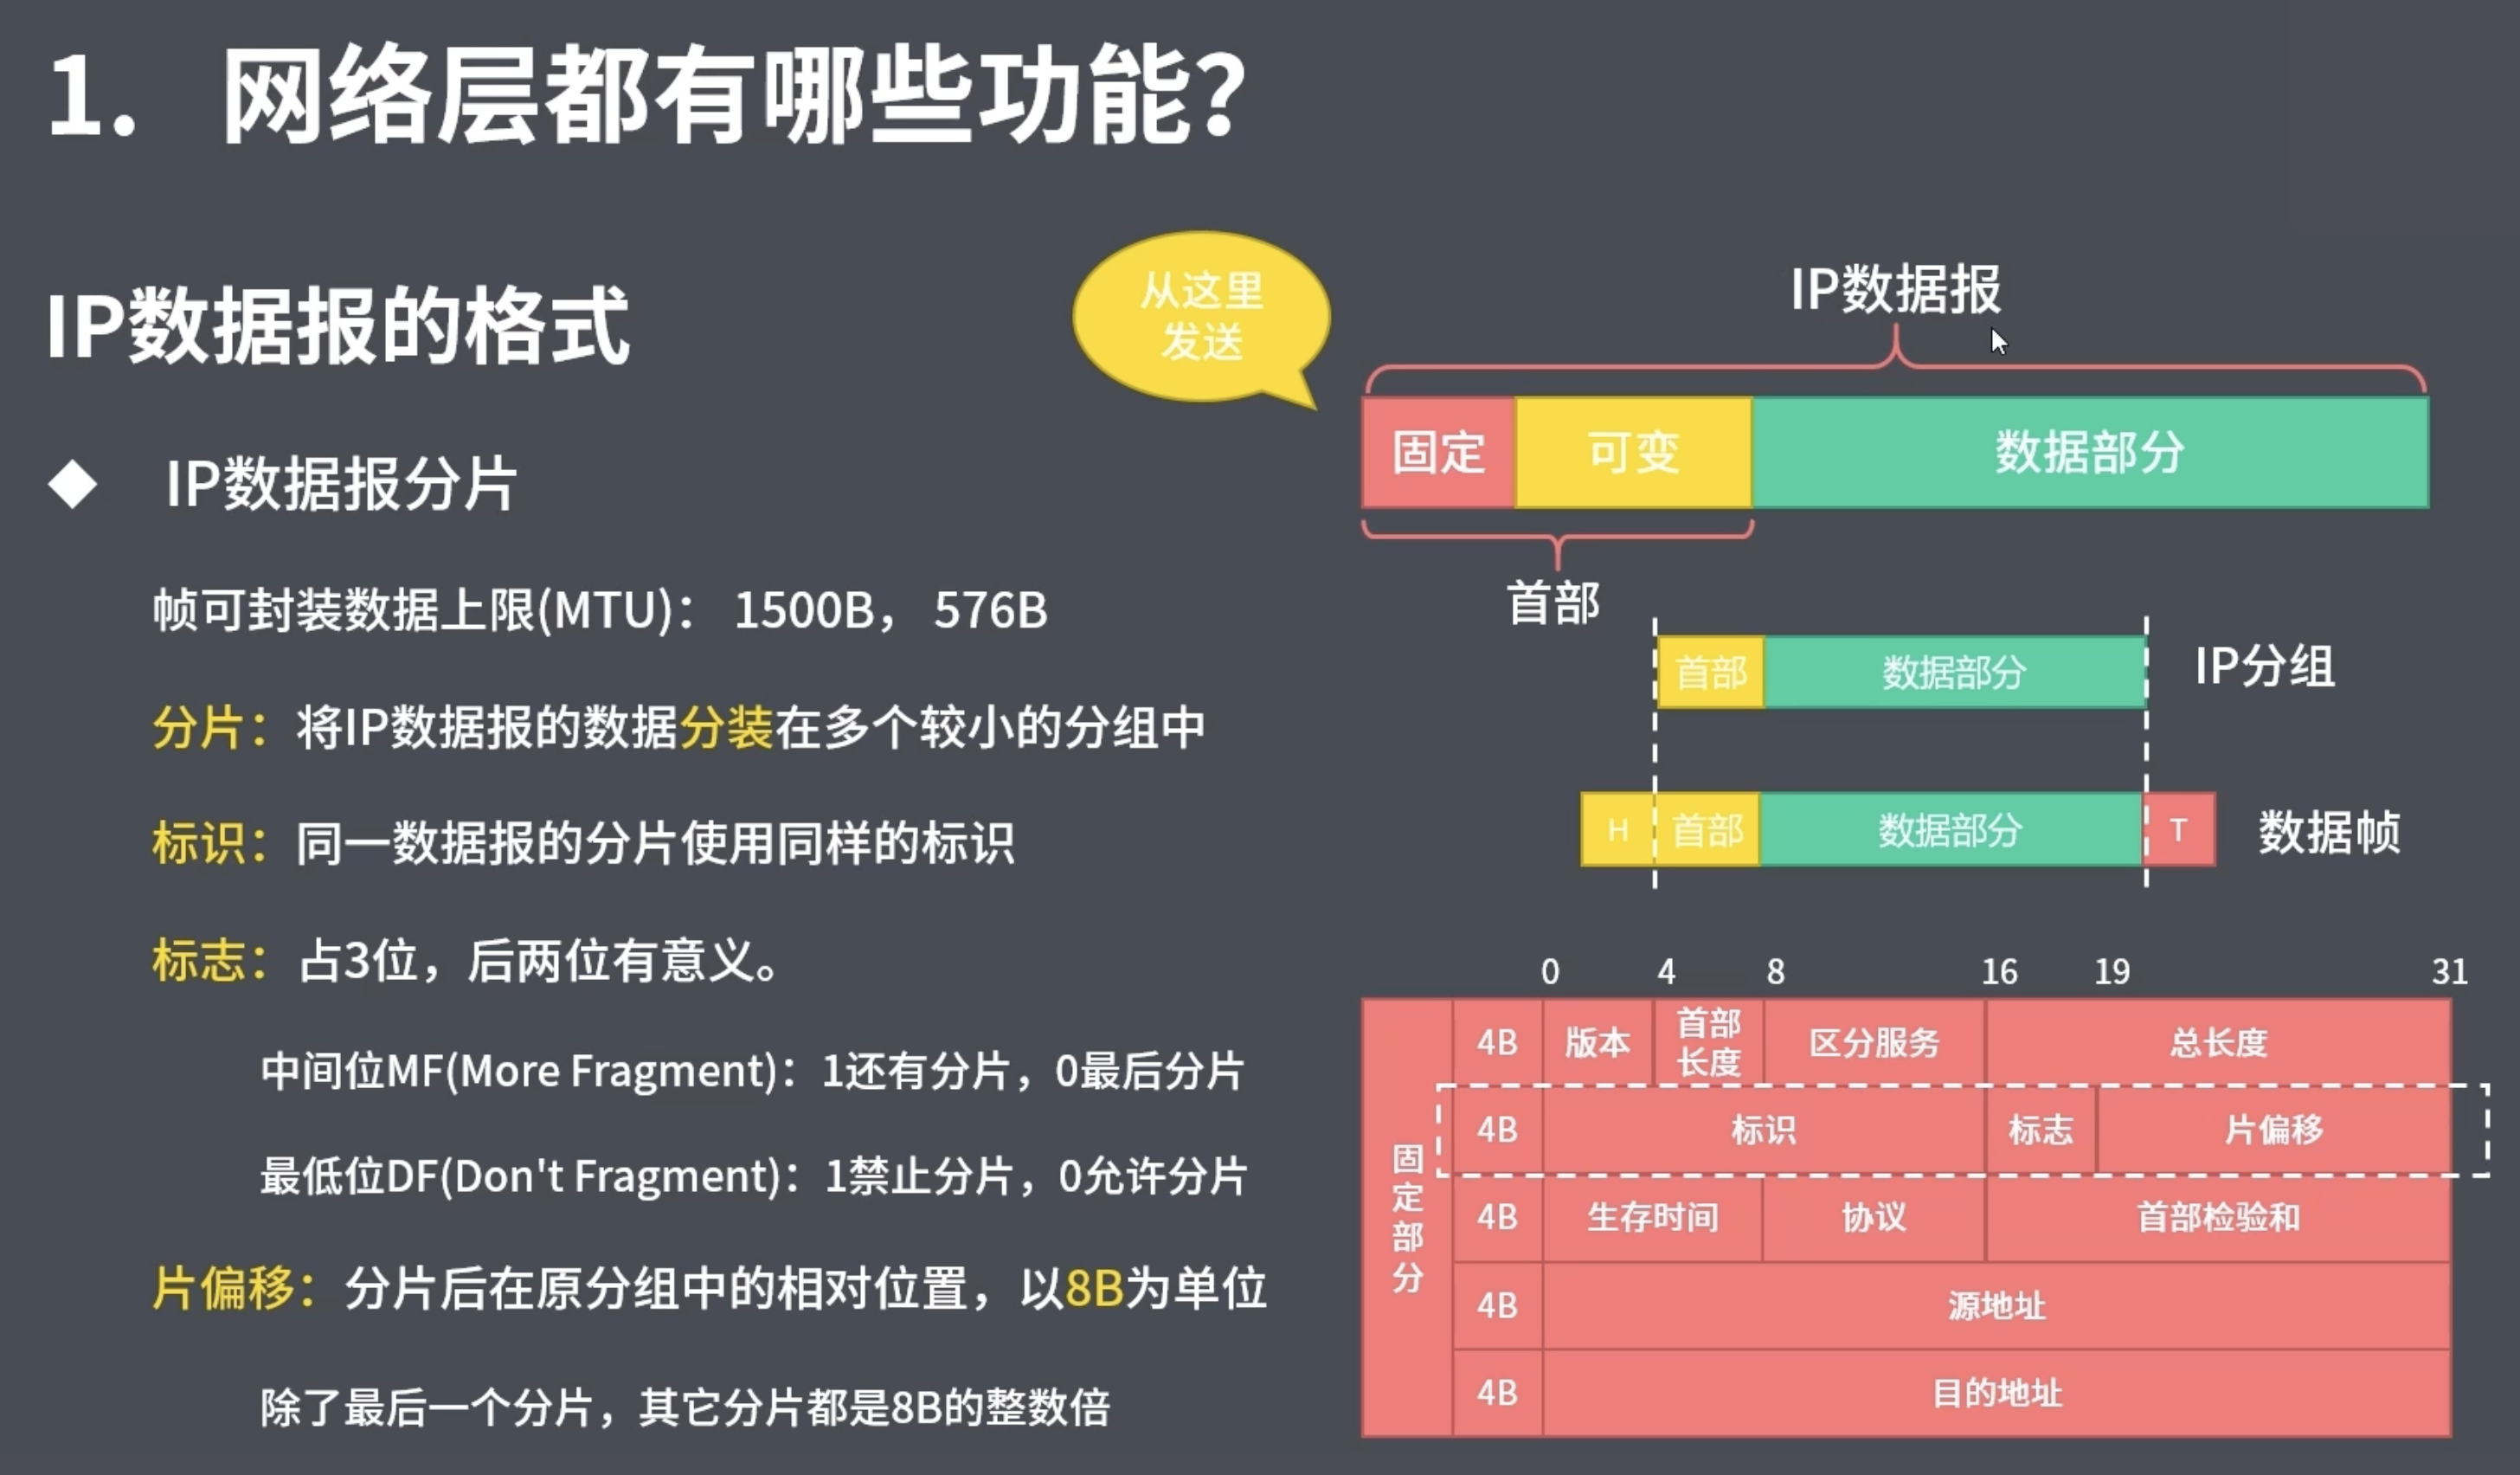 1. 网络层都有哪些功能？
IP数据报的格式
◆ IP数据报分片
帧可封装数据上限(MTU)： 1500B， 576B
分片：将IP数据报的数据分装在多个较小的分组中
标识：同一数据报的分片使用同样的标识
标志：占3位，后两位有意义。
中间位MF(More Fragment)：1还有分片，0最后分片
最低位DF(Don't Fragment)：1禁止分片，0允许分片
片偏移：分片后在原分组中的相对位置，以8B为单位
除了最后一个分片，其它分片都是8B的整数倍
从这里
发送
IP数据报
固定 可变 数据部分
首部
首部 数据部分 IP分组
H 首部 数据部分 T 数据帧
0 4 8 16 19 31
固定部分
4B 版本 首部长度 区分服务 总长度
4B 标识 标志 片偏移
4B 生存时间 协议 首部检验和
4B 源地址
4B 目的地址